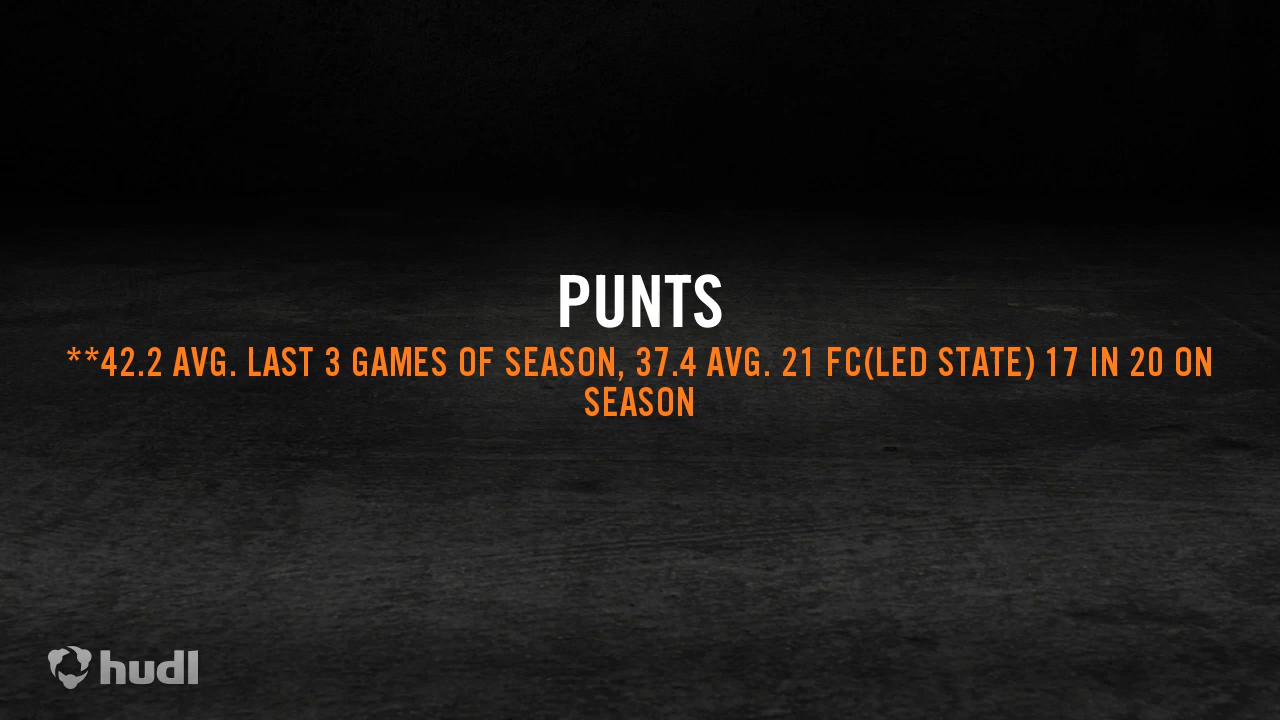 PUNTS
**42.2 AVG. LAST 3 GAMES OF SEASON, 37.4 AVG. 21 FC(LED STATE) 17 IN 20 ON
SEASON
hudl